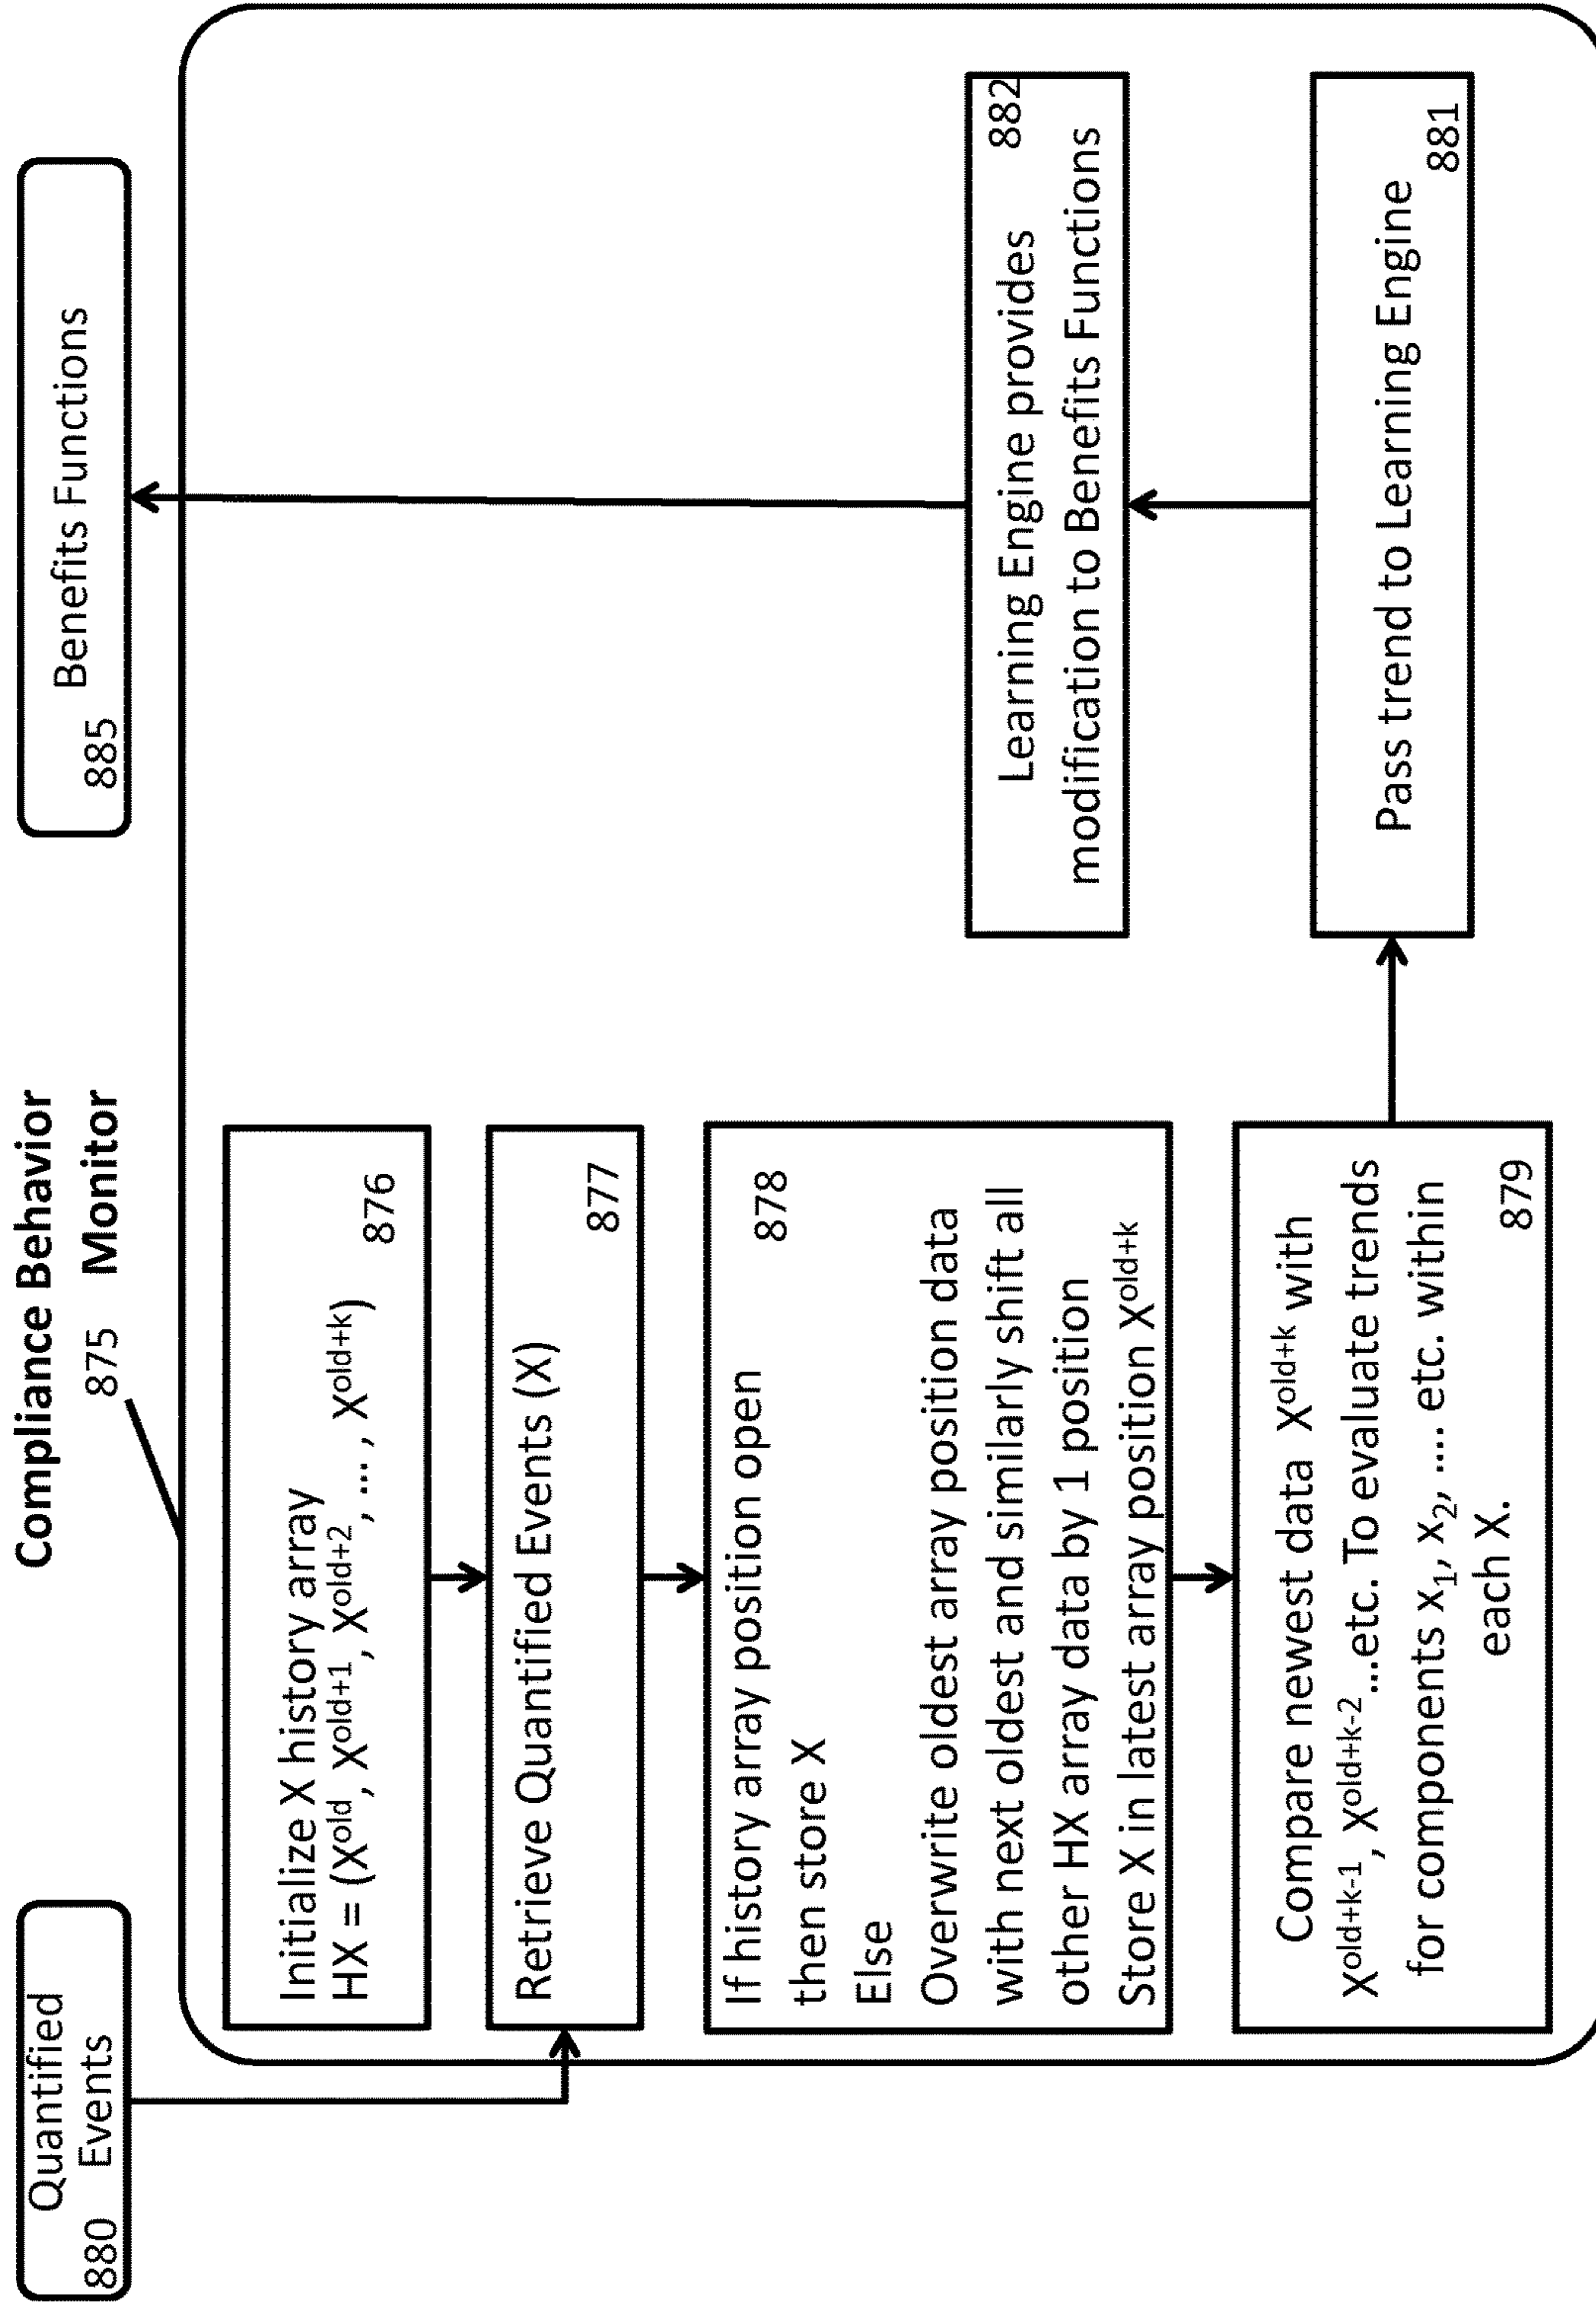 Compliance Behavior
875 Monitor
Quantified
880 Events
885 Benefits Functions
Initialize X history array
HX = (X^old , X^old+1 , X^old+2 , ... , X^old+k) 876
Retrieve Quantified Events (X) 877
If history array position open 878
then store X
Else
Overwrite oldest array position data
with next oldest and similarly shift all
other HX array data by 1 position
Store X in latest array position X^old+k
Compare newest data X^old+k with
X^old+k-1 , X^old+k-2 ...etc. To evaluate trends
for components x₁, x₂, .... etc. within
each X. 879
Learning Engine provides 882
modification to Benefits Functions
Pass trend to Learning Engine
881